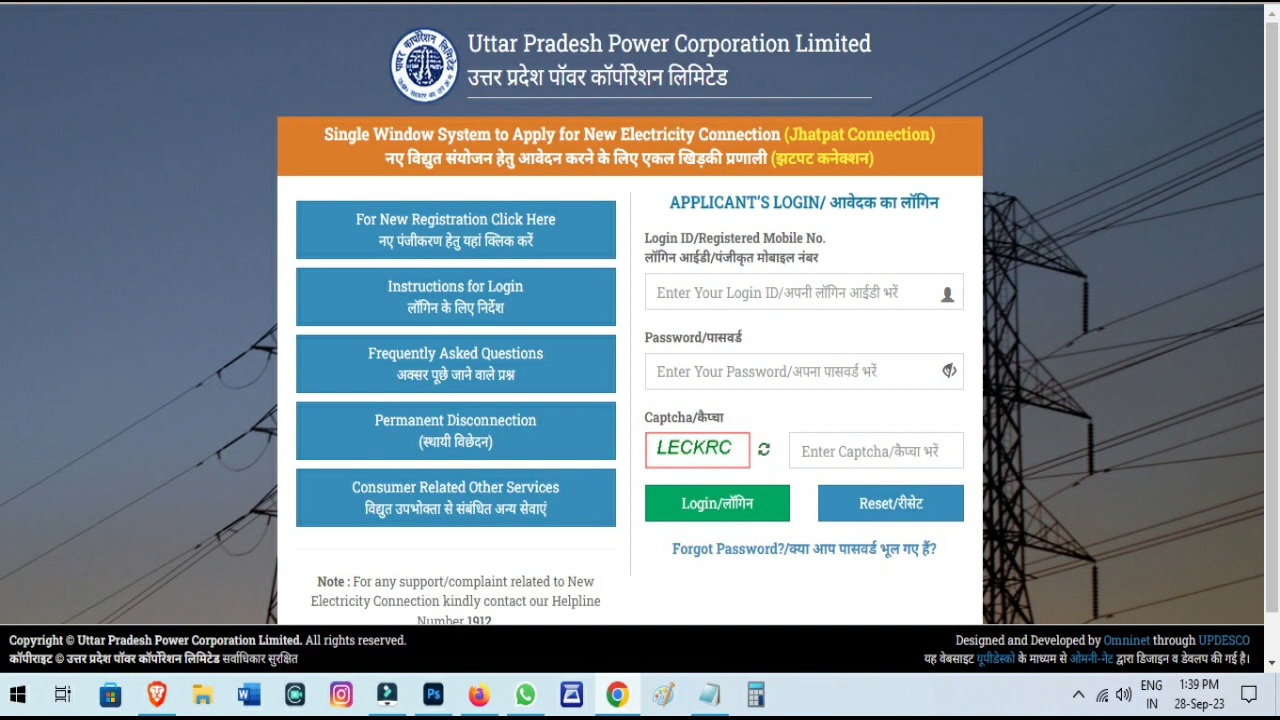 Uttar Pradesh Power Corporation Limited
उत्तर प्रदेश पॉवर कॉर्पोरेशन लिमिटेड
Single Window System to Apply for New Electricity Connection (Jhatpat Connection)
नए विद्युत संयोजन हेतु आवेदन करने के लिए एकल खिड़की प्रणाली (झटपट कनेक्शन)
For New Registration Click Here
नए पंजीकरण हेतु यहां क्लिक करें
Instructions for Login
लॉगिन के लिए निर्देश
Frequently Asked Questions
अक्सर पूछे जाने वाले प्रश्न
Permanent Disconnection
(स्थायी विछेदन)
Consumer Related Other Services
विद्युत उपभोक्ता से संबंधित अन्य सेवाएं
Note : For any support/complaint related to New
Electricity Connection kindly contact our Helpline
Number 1912
APPLICANT'S LOGIN/ आवेदक का लॉगिन
Login ID/Registered Mobile No.
लॉगिन आईडी/पंजीकृत मोबाइल नंबर
Enter Your Login ID/अपनी लॉगिन आईडी भरें
Password/पासवर्ड
Enter Your Password/अपना पासवर्ड भरें
Captcha/कैप्चा
LECKRC
Enter Captcha/कैप्चा भरें
Login/लॉगिन
Reset/रीसेट
Forgot Password?/क्या आप पासवर्ड भूल गए हैं?
Copyright © Uttar Pradesh Power Corporation Limited. All rights reserved.
कॉपीराइट © उत्तर प्रदेश पॉवर कॉर्पोरेशन लिमिटेड सर्वाधिकार सुरक्षित
Designed and Developed by Omninet through UPDESCO
यह वेबसाइट यूपीडेस्को के माध्यम से ओमनी-नेट द्वारा डिजाइन व डेवलप की गई है।
ENG
IN
1:39 PM
28-Sep-23